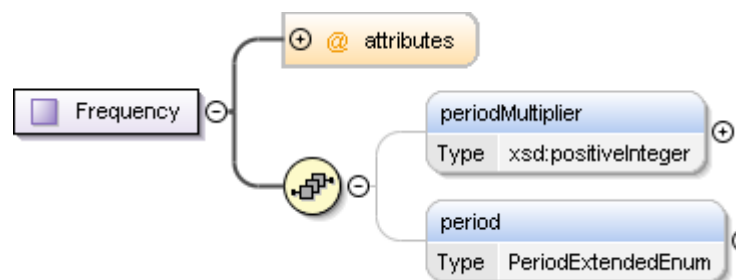 @ attributes
Frequency
periodMultiplier
Type xsd:positiveInteger
period
Type PeriodExtendedEnum